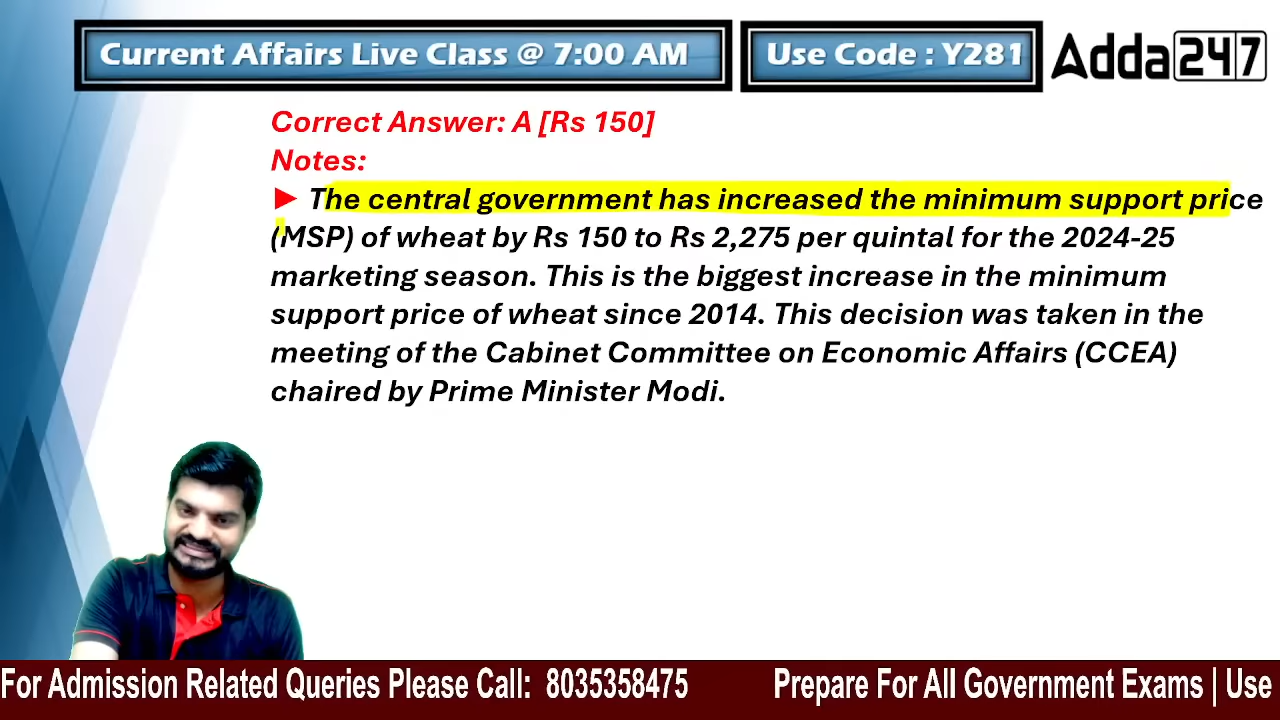 Current Affairs Live Class @ 7:00 AM
Use Code : Y281
Adda247
Correct Answer: A [Rs 150]
Notes:
► The central government has increased the minimum support price
(MSP) of wheat by Rs 150 to Rs 2,275 per quintal for the 2024-25
marketing season. This is the biggest increase in the minimum
support price of wheat since 2014. This decision was taken in the
meeting of the Cabinet Committee on Economic Affairs (CCEA)
chaired by Prime Minister Modi.
For Admission Related Queries Please Call: 8035358475 Prepare For All Government Exams | Use